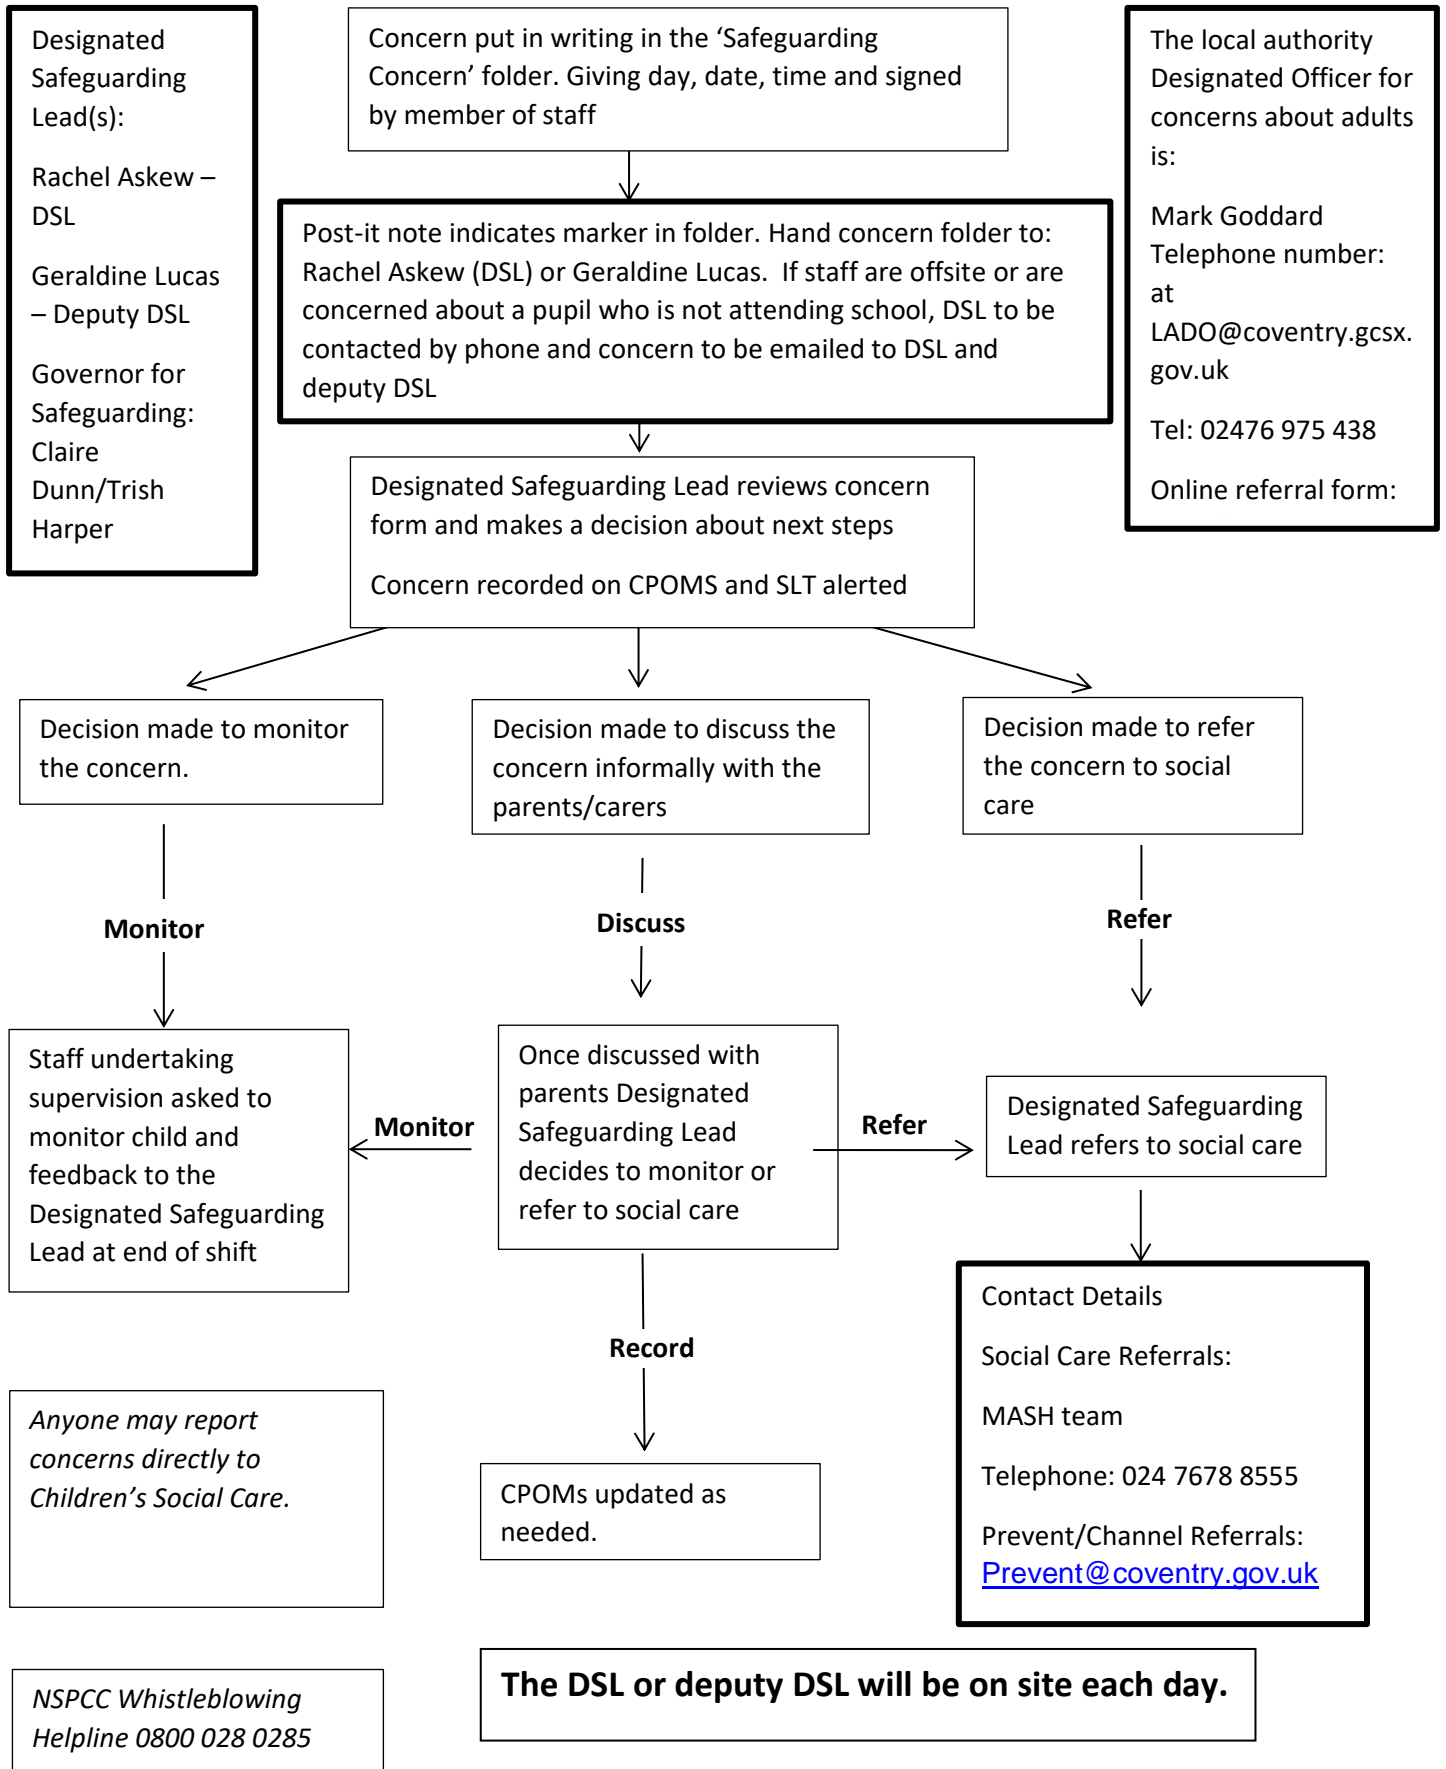 Designated
Safeguarding
Lead(s):
Rachel Askew –
DSL
Geraldine Lucas
– Deputy DSL
Governor for
Safeguarding:
Claire
Dunn/Trish
Harper
Concern put in writing in the ‘Safeguarding
Concern’ folder. Giving day, date, time and signed
by member of staff
The local authority
Designated Officer for
concerns about adults
is:
Mark Goddard
Telephone number:
at
LADO@coventry.gcsx.
gov.uk
Tel: 02476 975 438
Online referral form:
Post-it note indicates marker in folder. Hand concern folder to:
Rachel Askew (DSL) or Geraldine Lucas.  If staff are offsite or are
concerned about a pupil who is not attending school, DSL to be
contacted by phone and concern to be emailed to DSL and
deputy DSL
Designated Safeguarding Lead reviews concern
form and makes a decision about next steps
Concern recorded on CPOMS and SLT alerted
Decision made to monitor
the concern.
Decision made to discuss the
concern informally with the
parents/carers
Decision made to refer
the concern to social
care
Monitor
Discuss
Refer
Staff undertaking
supervision asked to
monitor child and
feedback to the
Designated Safeguarding
Lead at end of shift
Monitor
Once discussed with
parents Designated
Safeguarding Lead
decides to monitor or
refer to social care
Refer
Designated Safeguarding
Lead refers to social care
Record
Contact Details
Social Care Referrals:
MASH team
Telephone: 024 7678 8555
Prevent/Channel Referrals:
Prevent@coventry.gov.uk
Anyone may report
concerns directly to
Children’s Social Care.
CPOMs updated as
needed.
NSPCC Whistleblowing
Helpline 0800 028 0285
The DSL or deputy DSL will be on site each day.